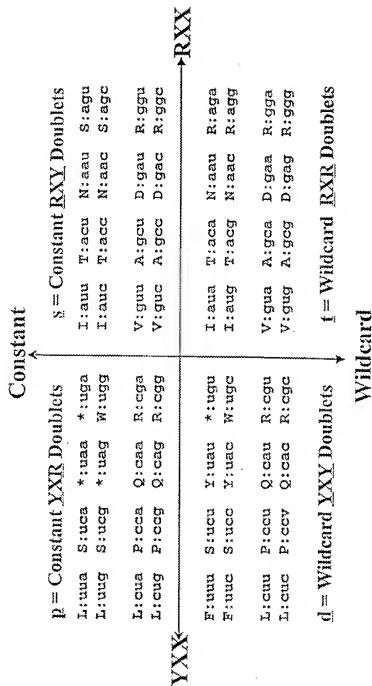 Constant
p = Constant YXR Doublets
L:uua S:uca *:uaa *:uga
L:uug S:ucg *:uag W:ugg
L:cua P:cca Q:caa R:cga
L:cug P:ccg Q:cag R:cgg
s = Constant RXY Doublets
I:auu T:acu N:aau S:agu
I:auc T:acc N:aac S:agc
V:guu A:gcu D:gau R:ggu
V:guc A:gcc D:gac R:ggc
YXX
RXX
F:uuu S:ucu Y:uau *:ugu
F:uuc S:ucc Y:uac W:ugc
L:cuu P:ccu Q:cau R:cgu
L:cuc P:ccv Q:cac R:cgc
d = Wildcard YXY Doublets
I:aua T:aca N:aau R:aga
I:aug T:acg N:aac R:agg
V:gua A:gca D:gaa R:gga
V:gug A:gcg D:gag R:ggg
t = Wildcard RXR Doublets
Wildcard